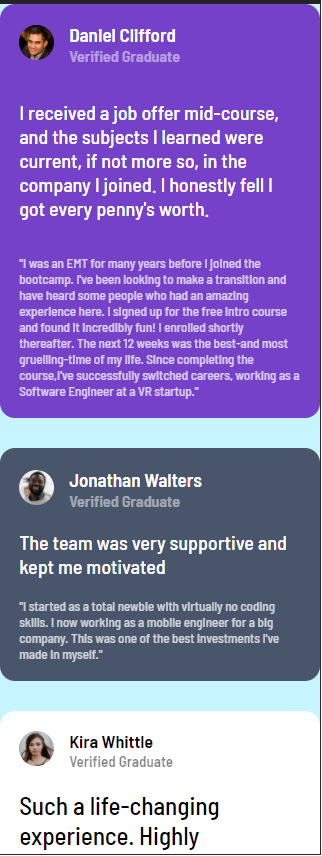 Daniel Clifford
Verified Graduate
I received a job offer mid-course,
and the subjects I learned were
current, if not more so, in the
company I joined. I honestly fell I
got every penny's worth.
"I was an EMT for many years before I joined the
bootcamp. I've been looking to make a transition and
have heard some people who had an amazing
experience here. I signed up for the free intro course
and found it incredibly fun! I enrolled shortly
thereafter. The next 12 weeks was the best-and most
gruelling-time of my life. Since completing the
course,I've successfully switched careers, working as a
Software Engineer at a VR startup."
Jonathan Walters
Verified Graduate
The team was very supportive and
kept me motivated
"I started as a total newbie with virtually no coding
skills. I now working as a mobile engineer for a big
company. This was one of the best investments I've
made in myself."
Kira Whittle
Verified Graduate
Such a life-changing
experience. Highly